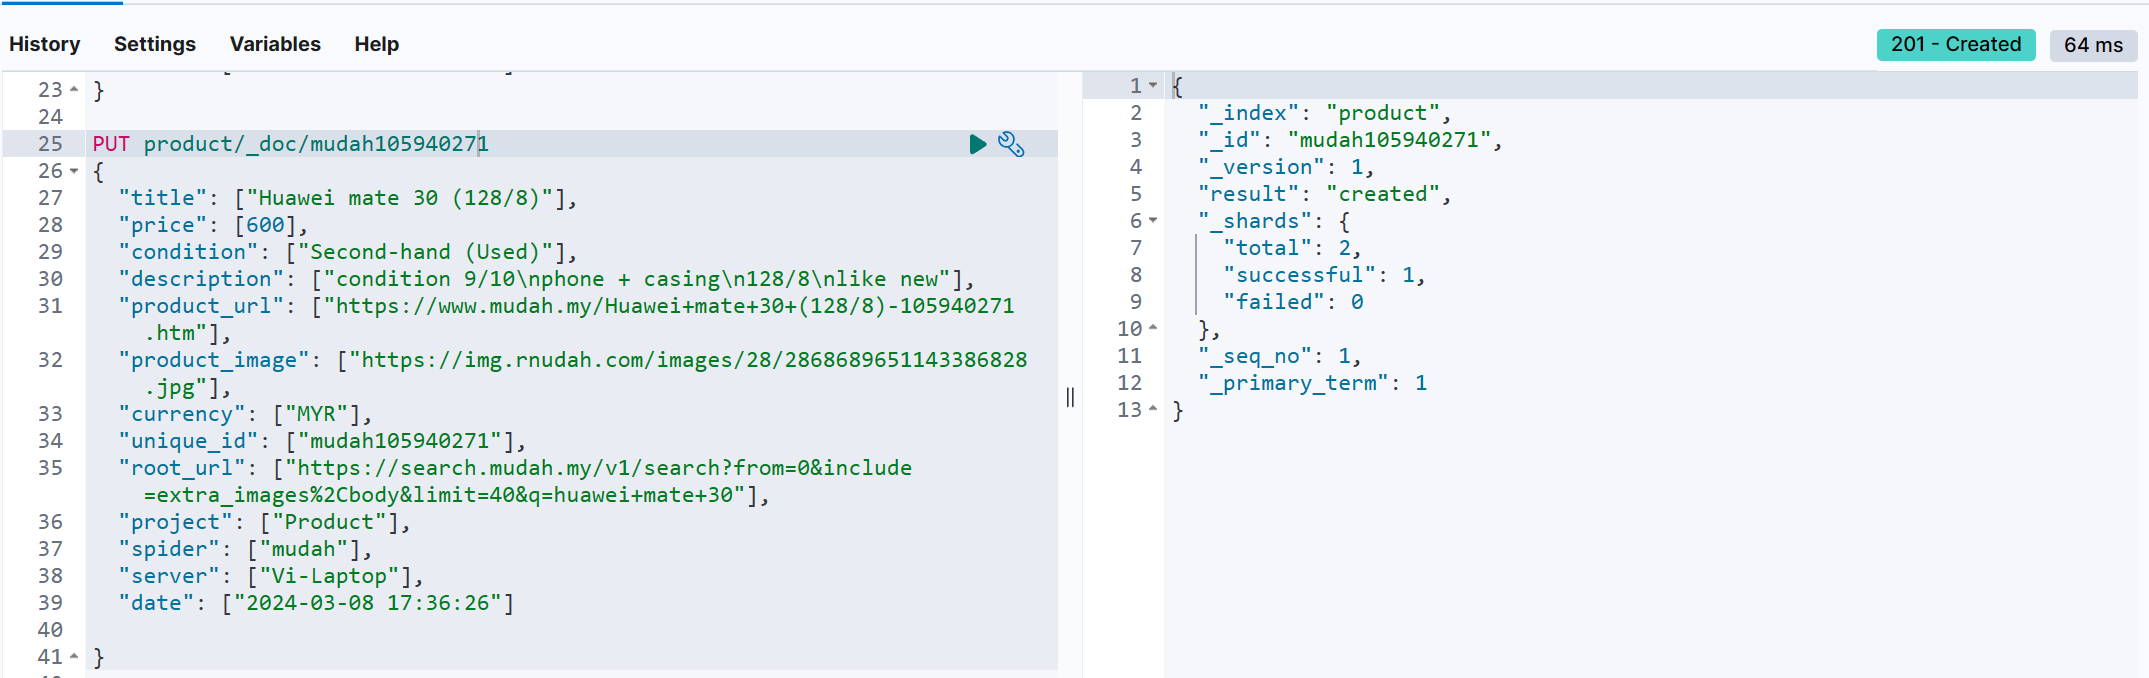 History Settings Variables Help 201 - Created 64 ms
23 }
24
25 PUT product/_doc/mudah105940271
26 {
27 "title": ["Huawei mate 30 (128/8)"],
28 "price": [600],
29 "condition": ["Second-hand (Used)"],
30 "description": ["condition 9/10\nphone + casing\n128/8\nlike new"],
31 "product_url": ["https://www.mudah.my/Huawei+mate+30+(128/8)-105940271
.htm"],
32 "product_image": ["https://img.rnudah.com/images/28/2868689651143386828
.jpg"],
33 "currency": ["MYR"],
34 "unique_id": ["mudah105940271"],
35 "root_url": ["https://search.mudah.my/v1/search?from=0&include
=extra_images%2Cbody&limit=40&q=huawei+mate+30"],
36 "project": ["Product"],
37 "spider": ["mudah"],
38 "server": ["Vi-Laptop"],
39 "date": ["2024-03-08 17:36:26"]
40
41 }
1 {
2 "_index": "product",
3 "_id": "mudah105940271",
4 "_version": 1,
5 "result": "created",
6 "_shards": {
7 "total": 2,
8 "successful": 1,
9 "failed": 0
10 },
11 "_seq_no": 1,
12 "_primary_term": 1
13 }